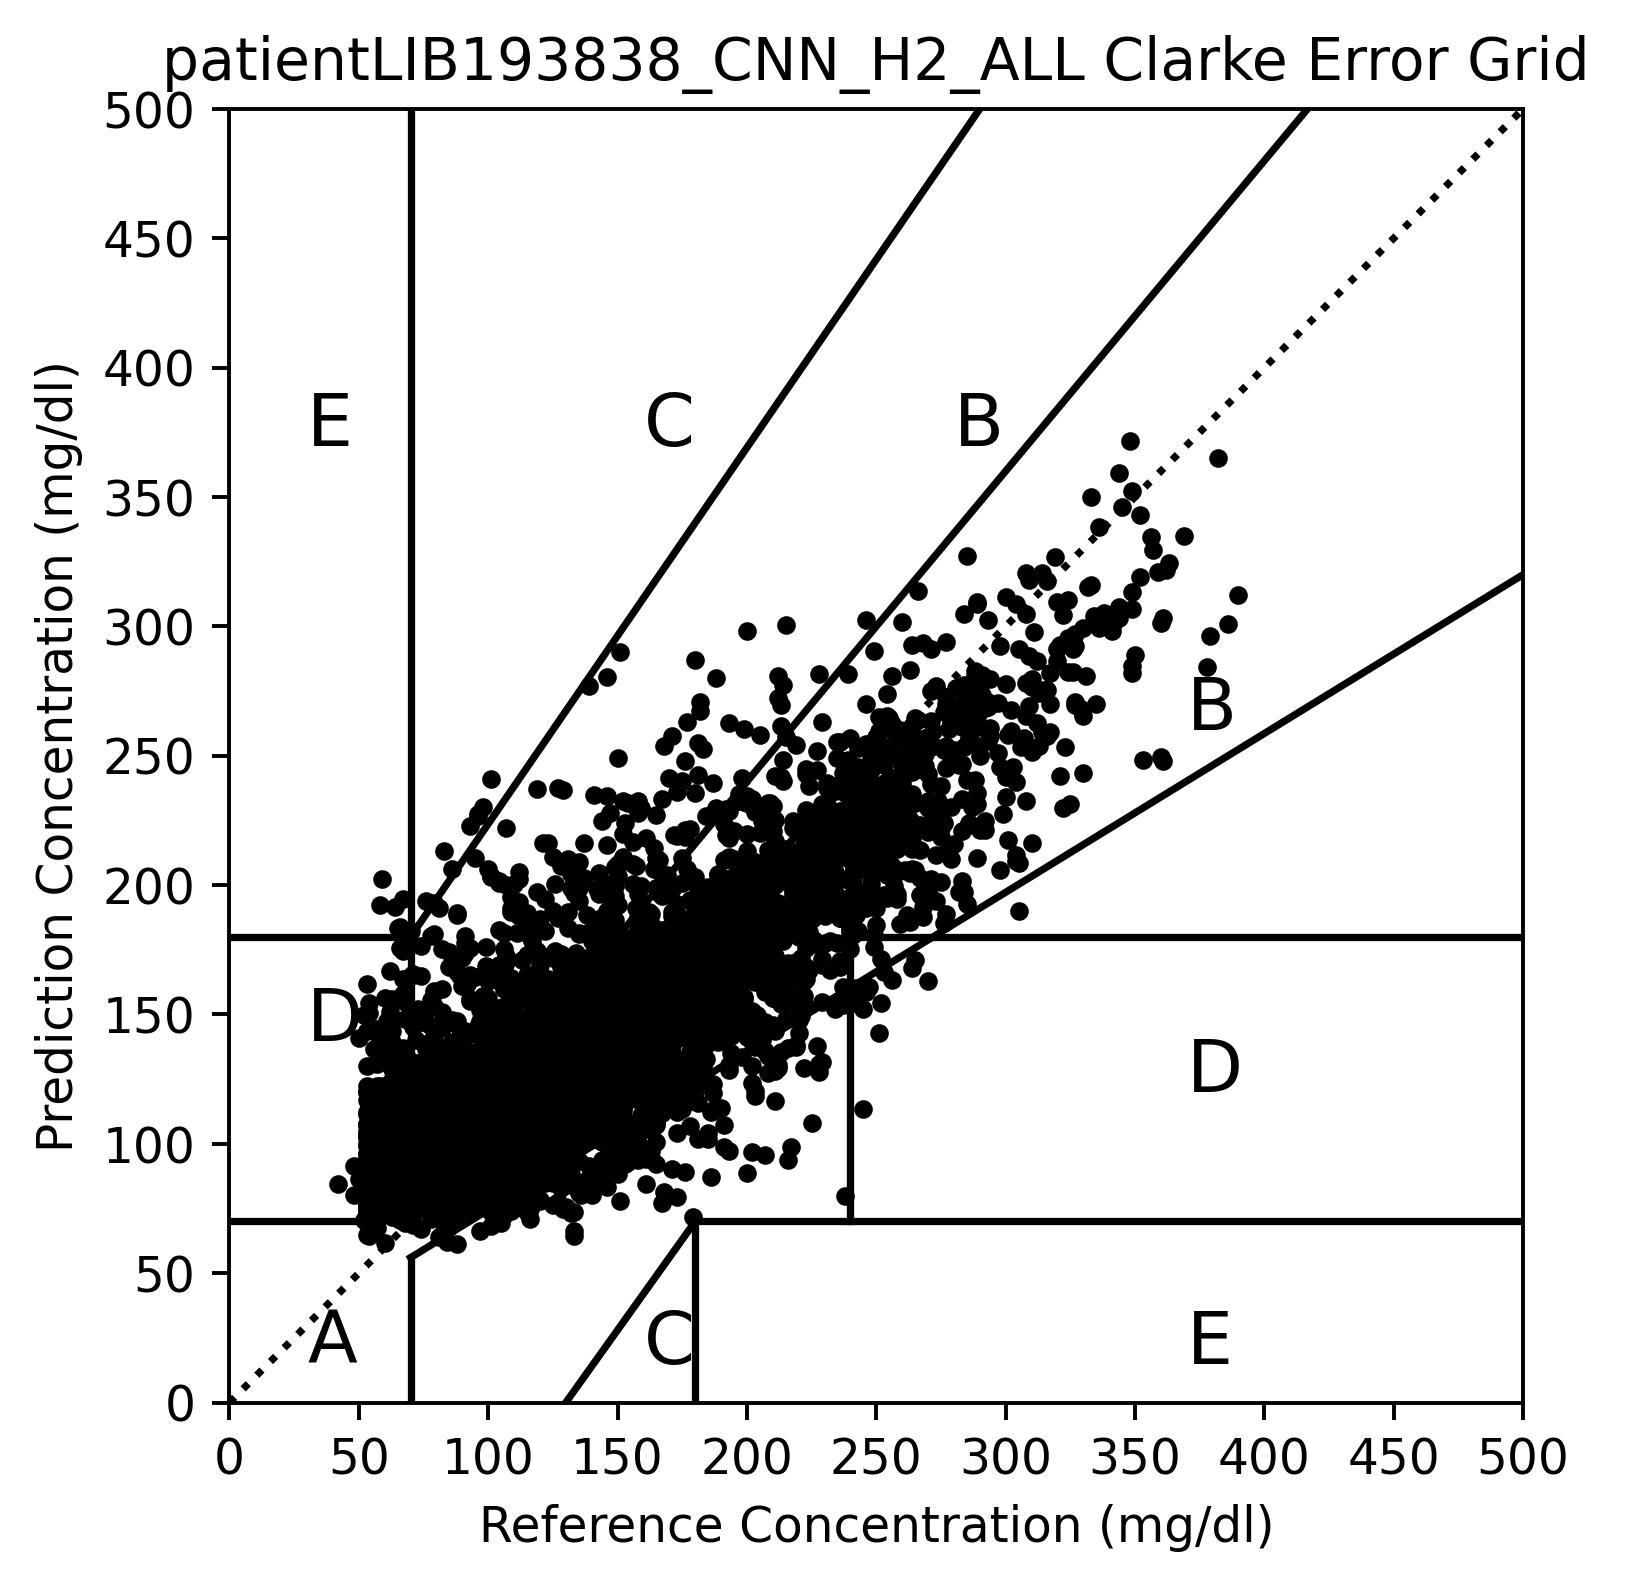 patientLIB193838_CNN_H2_ALL Clarke Error Grid
500
450
400
350
300
250
200
150
100
50
0
Prediction Concentration (mg/dl)
E
C
B
B
D
D
A
C
E
0 50 100 150 200 250 300 350 400 450 500
Reference Concentration (mg/dl)